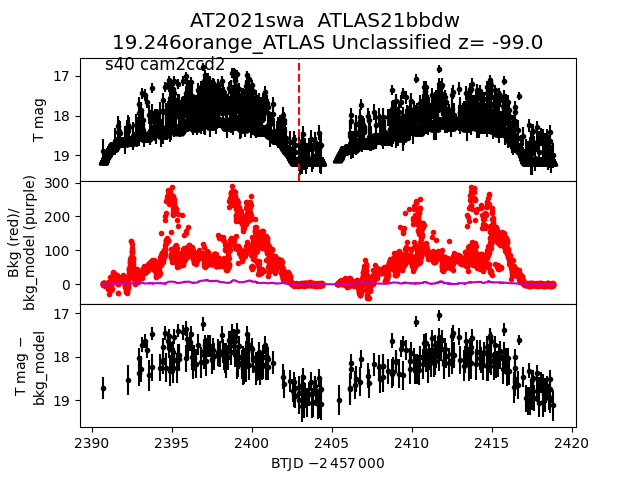 AT2021swa  ATLAS21bbdw
19.246orange_ATLAS Unclassified z= -99.0
s40 cam2ccd2
T mag
17
18
19
Bkg (red)/
bkg_model (purple)
300
200
100
0
T mag −
bkg_model
17
18
19
2390
2395
2400
2405
2410
2415
2420
BTJD −2 457 000